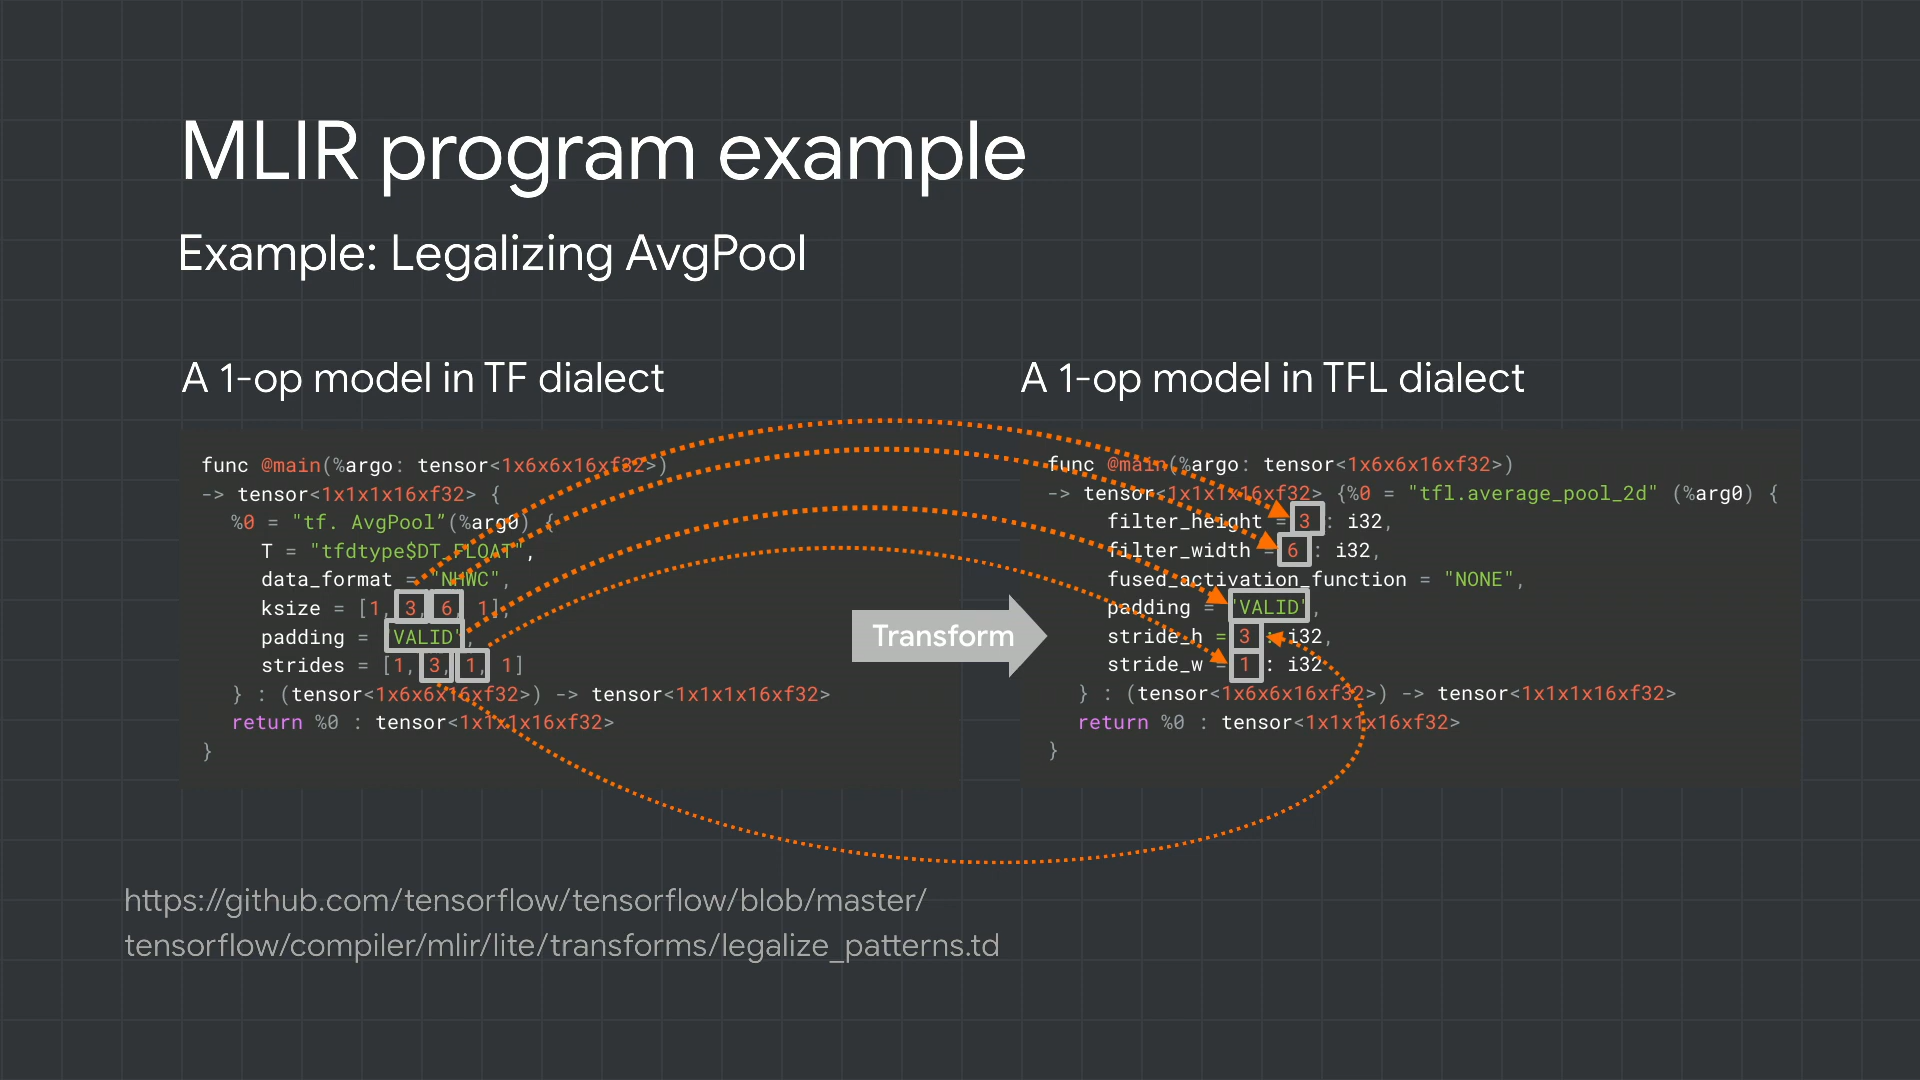 MLIR program example
Example: Legalizing AvgPool
A 1-op model in TF dialect
func @main(%argo: tensor<1x6x6x16xf32>)
-> tensor<1x1x1x16xf32> {
%0 = "tf. AvgPool”(%arg0) {
T = "tfdtype$DT_FLOAT",
data_format = "NHWC",
ksize = [1, 3, 6, 1],
padding = 'VALID',
strides = [1, 3, 1, 1]
} : (tensor<1x6x6x16xf32>) -> tensor<1x1x1x16xf32>
return %0 : tensor<1x1x1x16xf32>
}
Transform
A 1-op model in TFL dialect
func @main(%argo: tensor<1x6x6x16xf32>)
-> tensor<1x1x1x16xf32> {%0 = "tfl.average_pool_2d" (%arg0) {
filter_height = 3 : i32,
filter_width = 6 : i32,
fused_activation_function = "NONE",
padding = 'VALID',
stride_h = 3 : i32,
stride_w = 1 : i32
} : (tensor<1x6x6x16xf32>) -> tensor<1x1x1x16xf32>
return %0 : tensor<1x1x1x16xf32>
}
https://github.com/tensorflow/tensorflow/blob/master/
tensorflow/compiler/mlir/lite/transforms/legalize_patterns.td